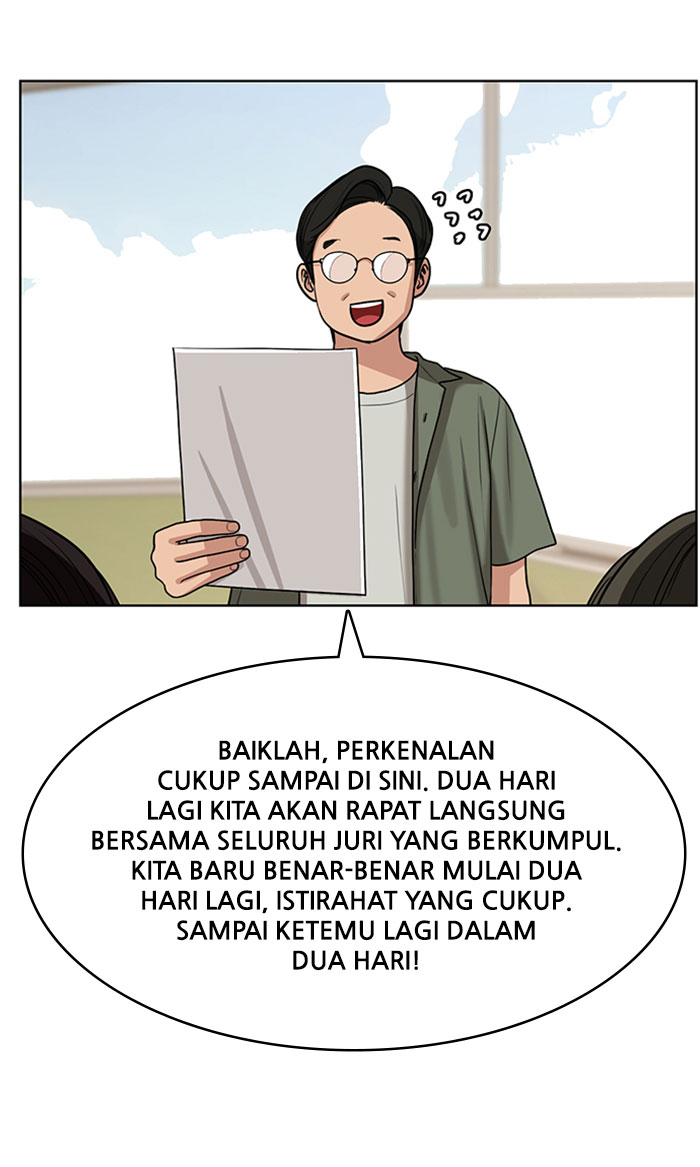 BAIKLAH, PERKENALAN
CUKUP SAMPAI DI SINI. DUA HARI
LAGI KITA AKAN RAPAT LANGSUNG
BERSAMA SELURUH JURI YANG BERKUMPUL.
KITA BARU BENAR-BENAR MULAI DUA
HARI LAGI, ISTIRAHAT YANG CUKUP.
SAMPAI KETEMU LAGI DALAM
DUA HARI!